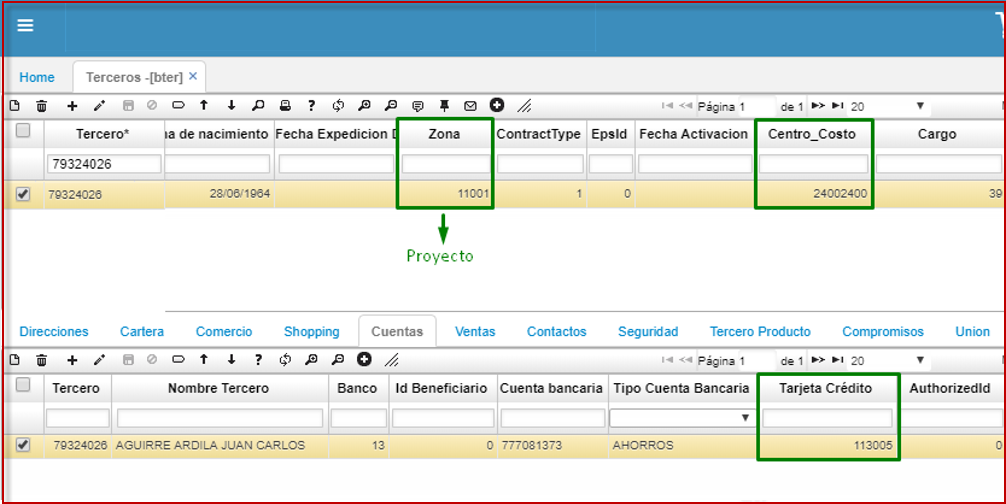 Home Terceros -[bter] ×
Página 1 de 1 20
Tercero* na de nacimiento Fecha Expedicion D Zona ContractType EpsId Fecha Activacion Centro_Costo Cargo
79324026
79324026 28/06/1964 11001 1 0 24002400 39
Proyecto
Direcciones Cartera Comercio Shopping Cuentas Ventas Contactos Seguridad Tercero Producto Compromisos Union
Página 1 de 1 20
Tercero Nombre Tercero Banco Id Beneficiario Cuenta bancaria Tipo Cuenta Bancaria Tarjeta Crédito AuthorizedId
79324026 AGUIRRE ARDILA JUAN CARLOS 13 0 777081373 AHORROS 113005 0